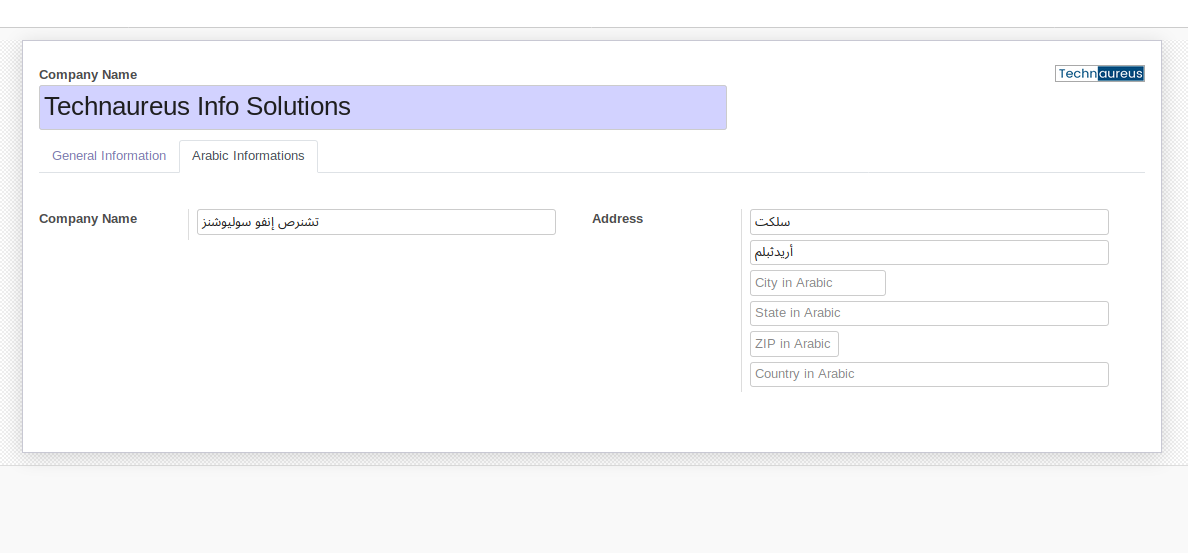 Company Name
Technaureus
Technaureus Info Solutions
General Information
Arabic Informations
Company Name
تشنرص إنفو سوليوشنز
Address
سلكت
أريدثبلم
City in Arabic
State in Arabic
ZIP in Arabic
Country in Arabic